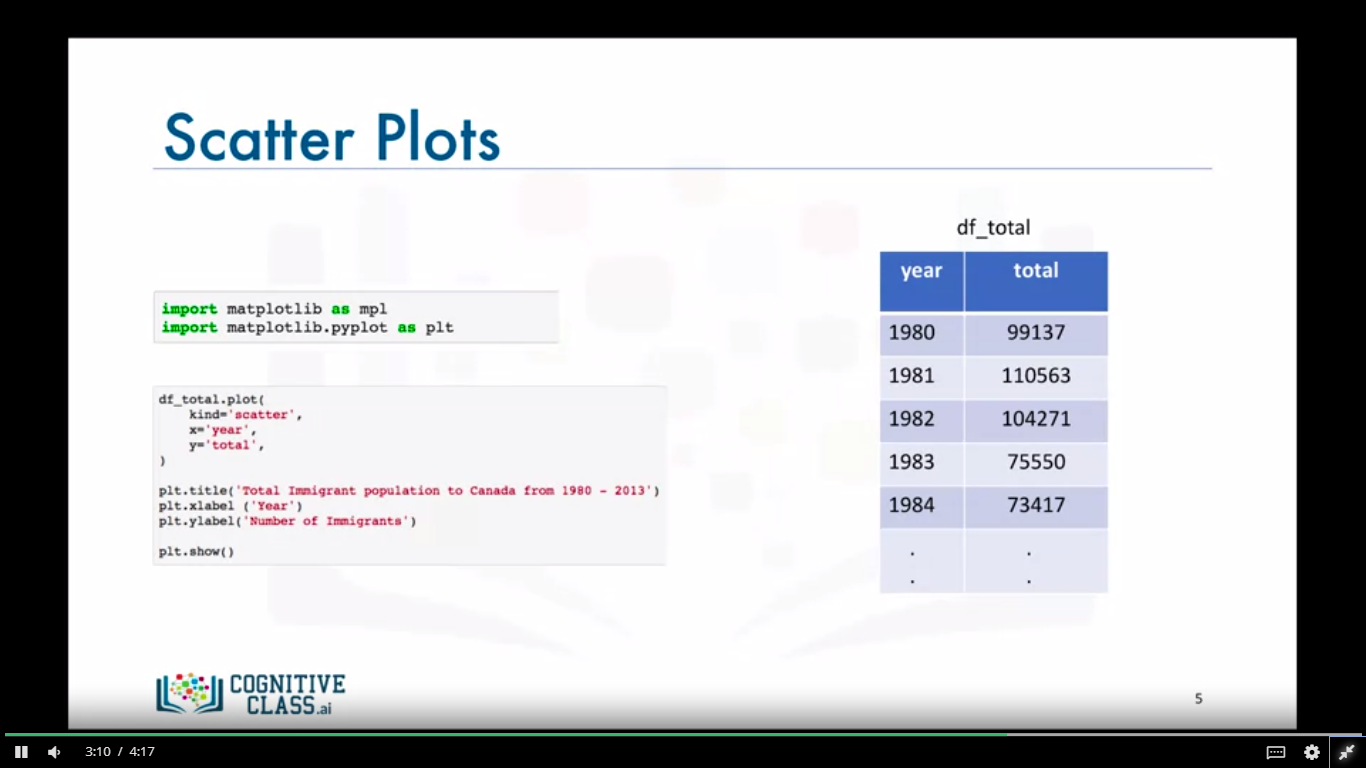 Scatter Plots
import matplotlib as mpl
import matplotlib.pyplot as plt
df_total.plot(
    kind='scatter',
    x='year',
    y='total',
)
plt.title('Total Immigrant population to Canada from 1980 - 2013')
plt.xlabel ('Year')
plt.ylabel('Number of Immigrants')
plt.show()
df_total
year total
1980 99137
1981 110563
1982 104271
1983 75550
1984 73417
. .
. .
COGNITIVE
CLASS.ai
5
3:10 / 4:17